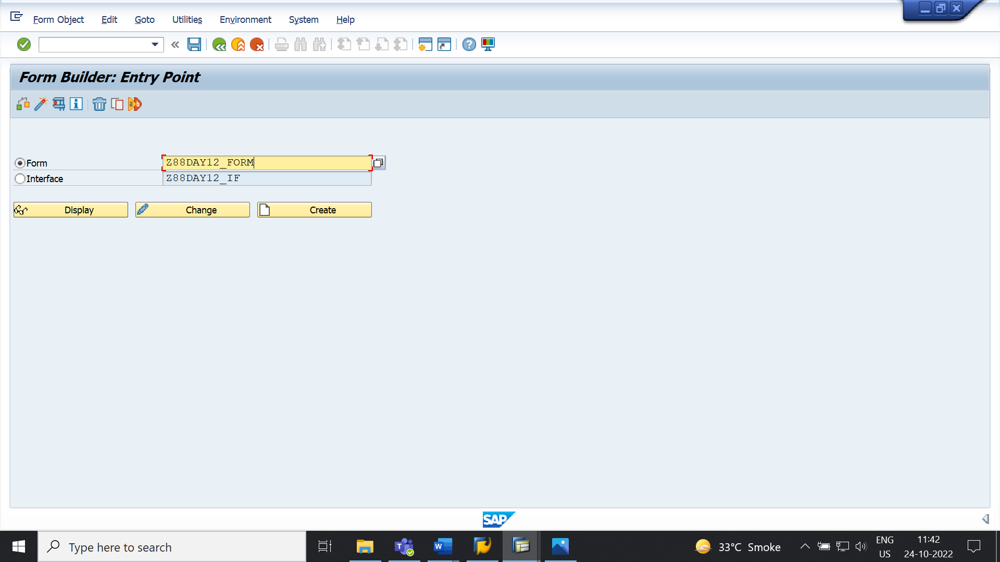 Form Object Edit Goto Utilities Environment System Help
Form Builder: Entry Point
Form Z88DAY12_FORM
Interface Z88DAY12_IF
Display Change Create
SAP
Type here to search
33°C Smoke
ENG
US
11:42
24-10-2022